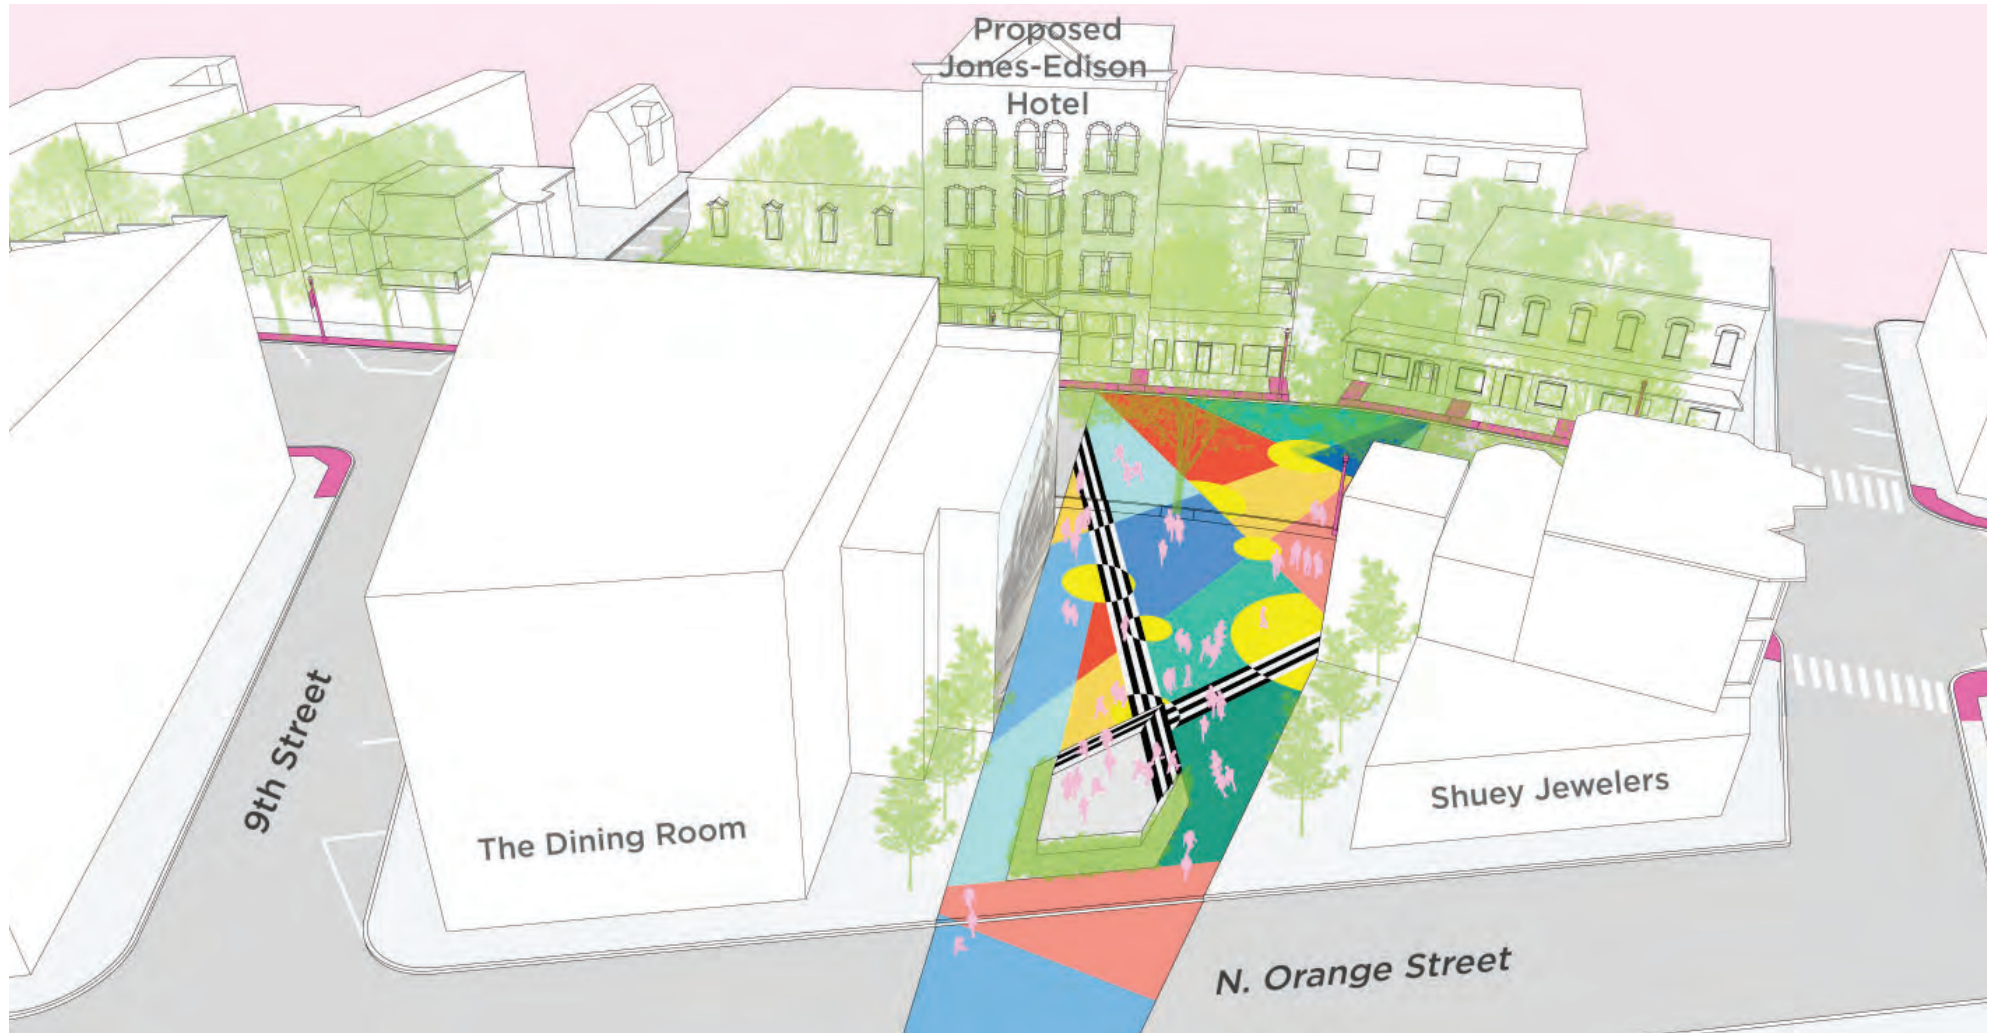 Proposed
Jones-Edison
Hotel
9th Street
The Dining Room
Shuey Jewelers
N. Orange Street